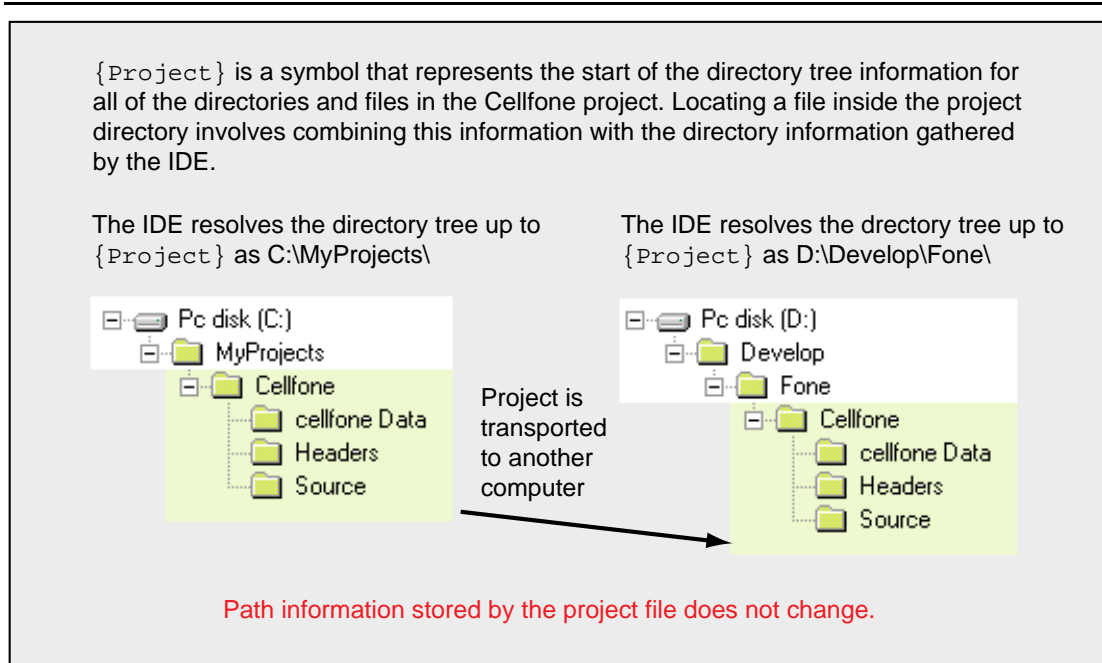 {Project} is a symbol that represents the start of the directory tree information for
all of the directories and files in the Cellfone project. Locating a file inside the project
directory involves combining this information with the directory information gathered
by the IDE.
The IDE resolves the directory tree up to
{Project} as C:\MyProjects\
The IDE resolves the drectory tree up to
{Project} as D:\Develop\Fone\
Pc disk (C:)
MyProjects
Cellfone
cellfone Data
Headers
Source
Project is
transported
to another
computer
Pc disk (D:)
Develop
Fone
Cellfone
cellfone Data
Headers
Source
Path information stored by the project file does not change.